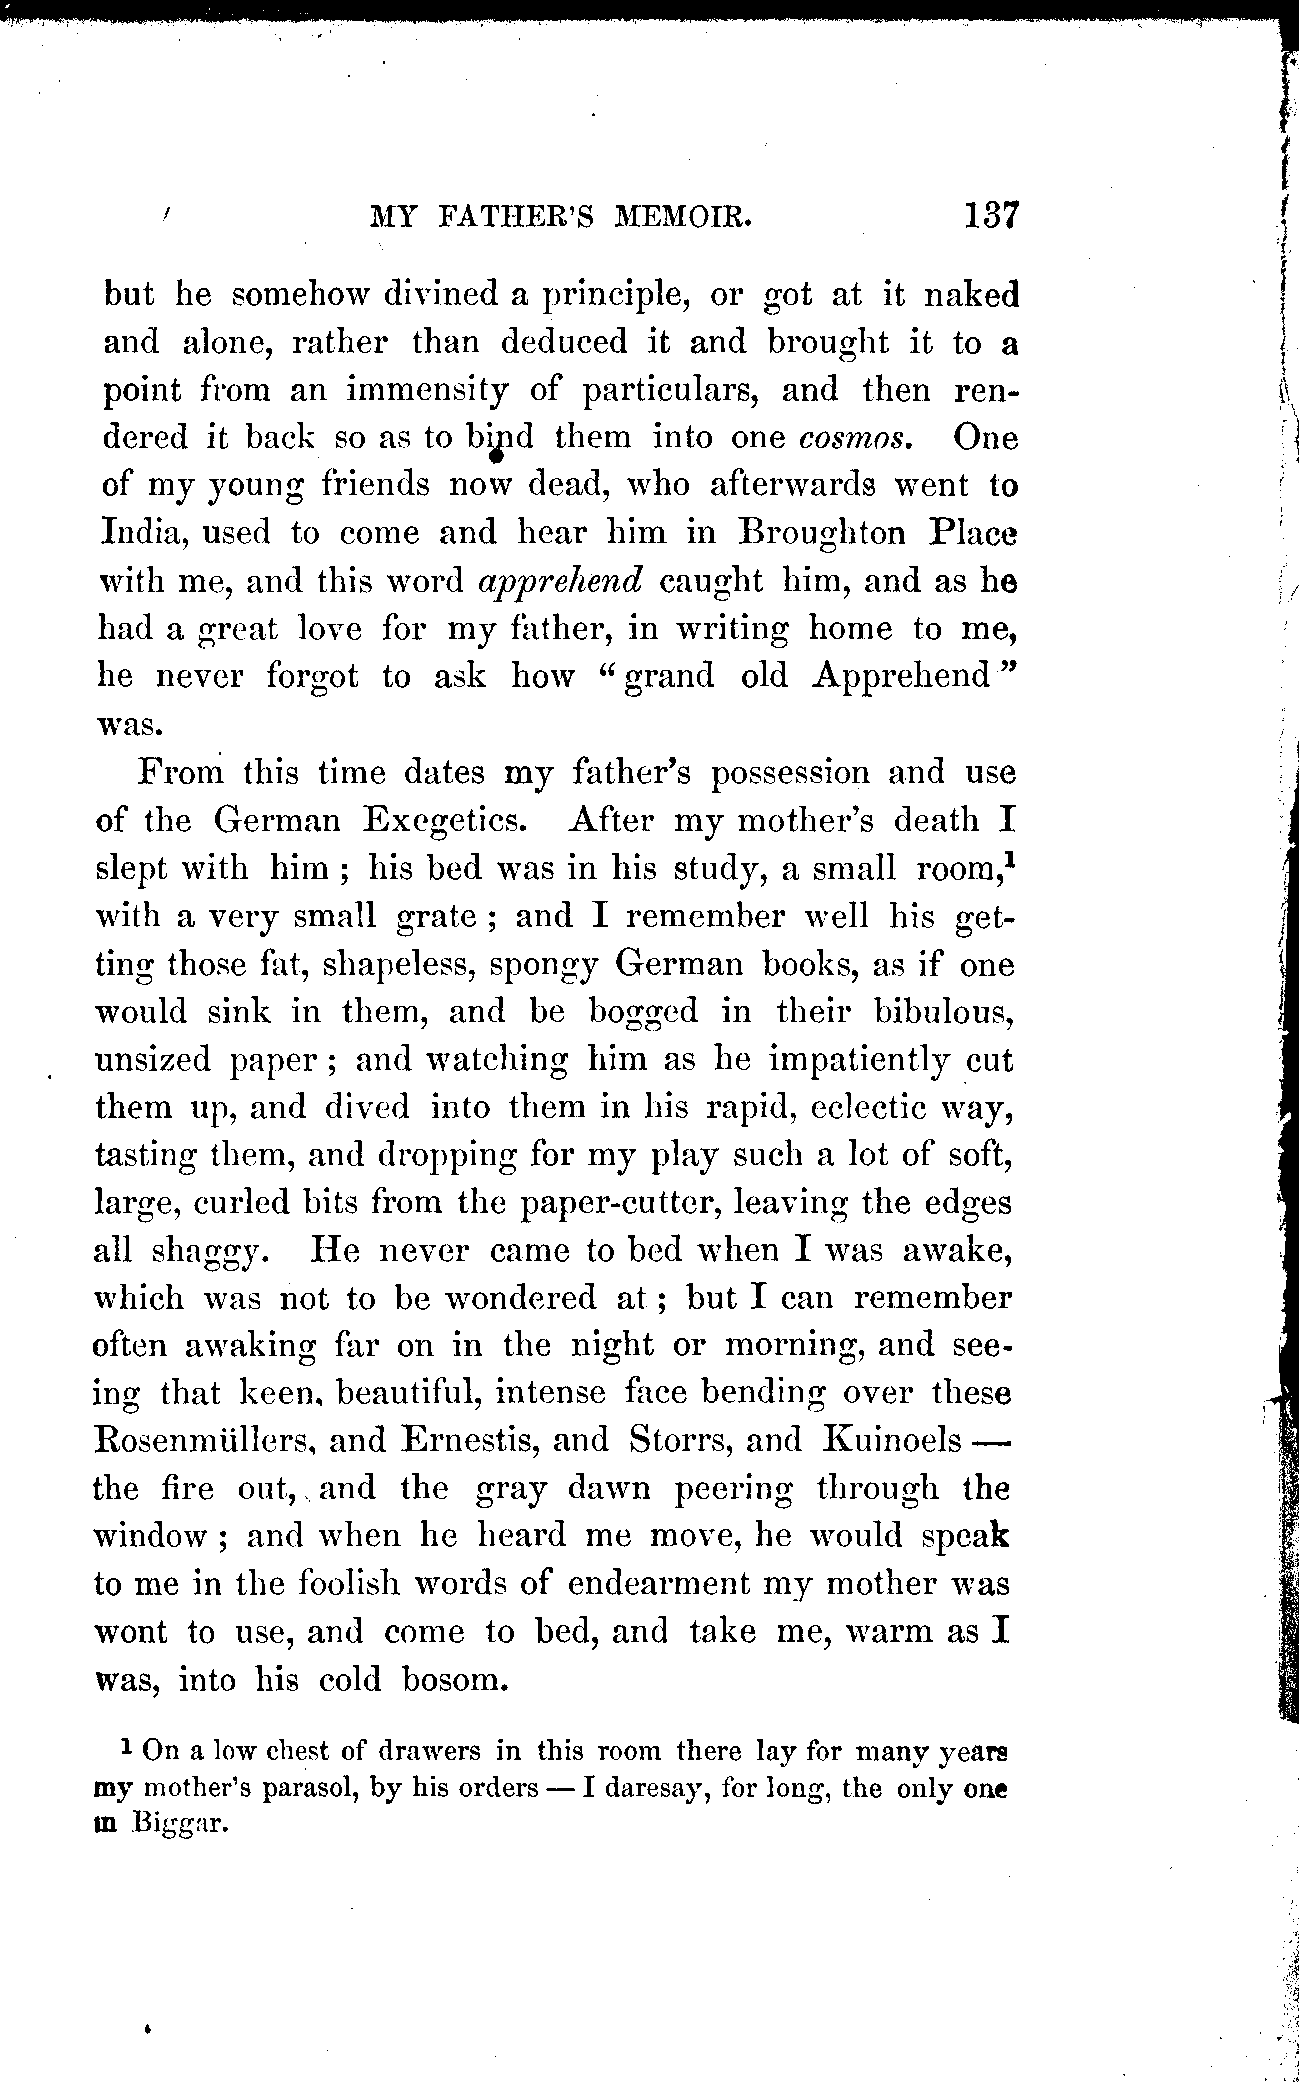 MY FATHER'S MEMOIR. 137
but he somehow divined a principle, or got at it naked
and alone, rather than deduced it and brought it to a
point from an immensity of particulars, and then ren-
dered it back so as to bind them into one cosmos. One
of my young friends now dead, who afterwards went to
India, used to come and hear him in Broughton Place
with me, and this word apprehend caught him, and as he
had a great love for my father, in writing home to me,
he never forgot to ask how "grand old Apprehend"
was.
From this time dates my father's possession and use
of the German Exegetics. After my mother's death I
slept with him; his bed was in his study, a small room,¹
with a very small grate; and I remember well his get-
ting those fat, shapeless, spongy German books, as if one
would sink in them, and be bogged in their bibulous,
unsized paper; and watching him as he impatiently cut
them up, and dived into them in his rapid, eclectic way,
tasting them, and dropping for my play such a lot of soft,
large, curled bits from the paper-cutter, leaving the edges
all shaggy. He never came to bed when I was awake,
which was not to be wondered at; but I can remember
often awaking far on in the night or morning, and see-
ing that keen, beautiful, intense face bending over these
Rosenmüllers, and Ernestis, and Storrs, and Kuinoels —
the fire out, and the gray dawn peering through the
window; and when he heard me move, he would speak
to me in the foolish words of endearment my mother was
wont to use, and come to bed, and take me, warm as I
was, into his cold bosom.
¹ On a low chest of drawers in this room there lay for many years
my mother's parasol, by his orders — I daresay, for long, the only one
in Biggar.